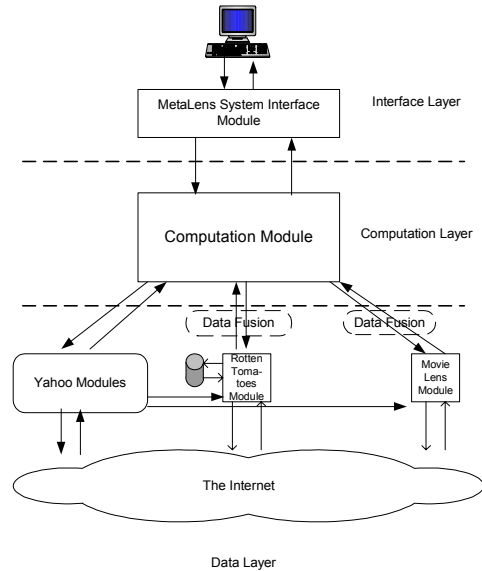 MetaLens System Interface
Module
Interface Layer
Computation Module
Computation Layer
Data Fusion
Data Fusion
Yahoo Modules
Rotten
Toma-
toes
Module
Movie
Lens
Module
The Internet
Data Layer